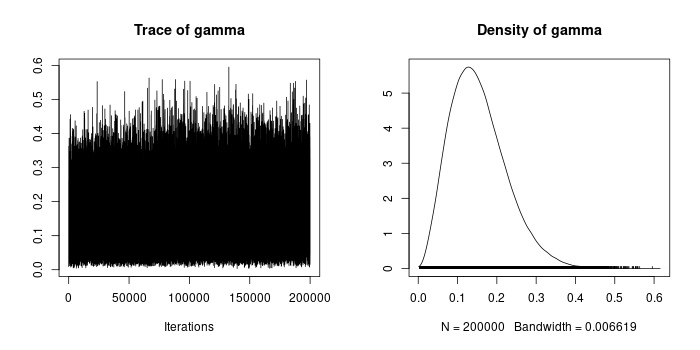 Trace of gamma
0.0 0.1 0.2 0.3 0.4 0.5 0.6
0 50000 100000 150000 200000
Iterations
Density of gamma
0 1 2 3 4 5
0.0 0.1 0.2 0.3 0.4 0.5 0.6
N = 200000 Bandwidth = 0.006619